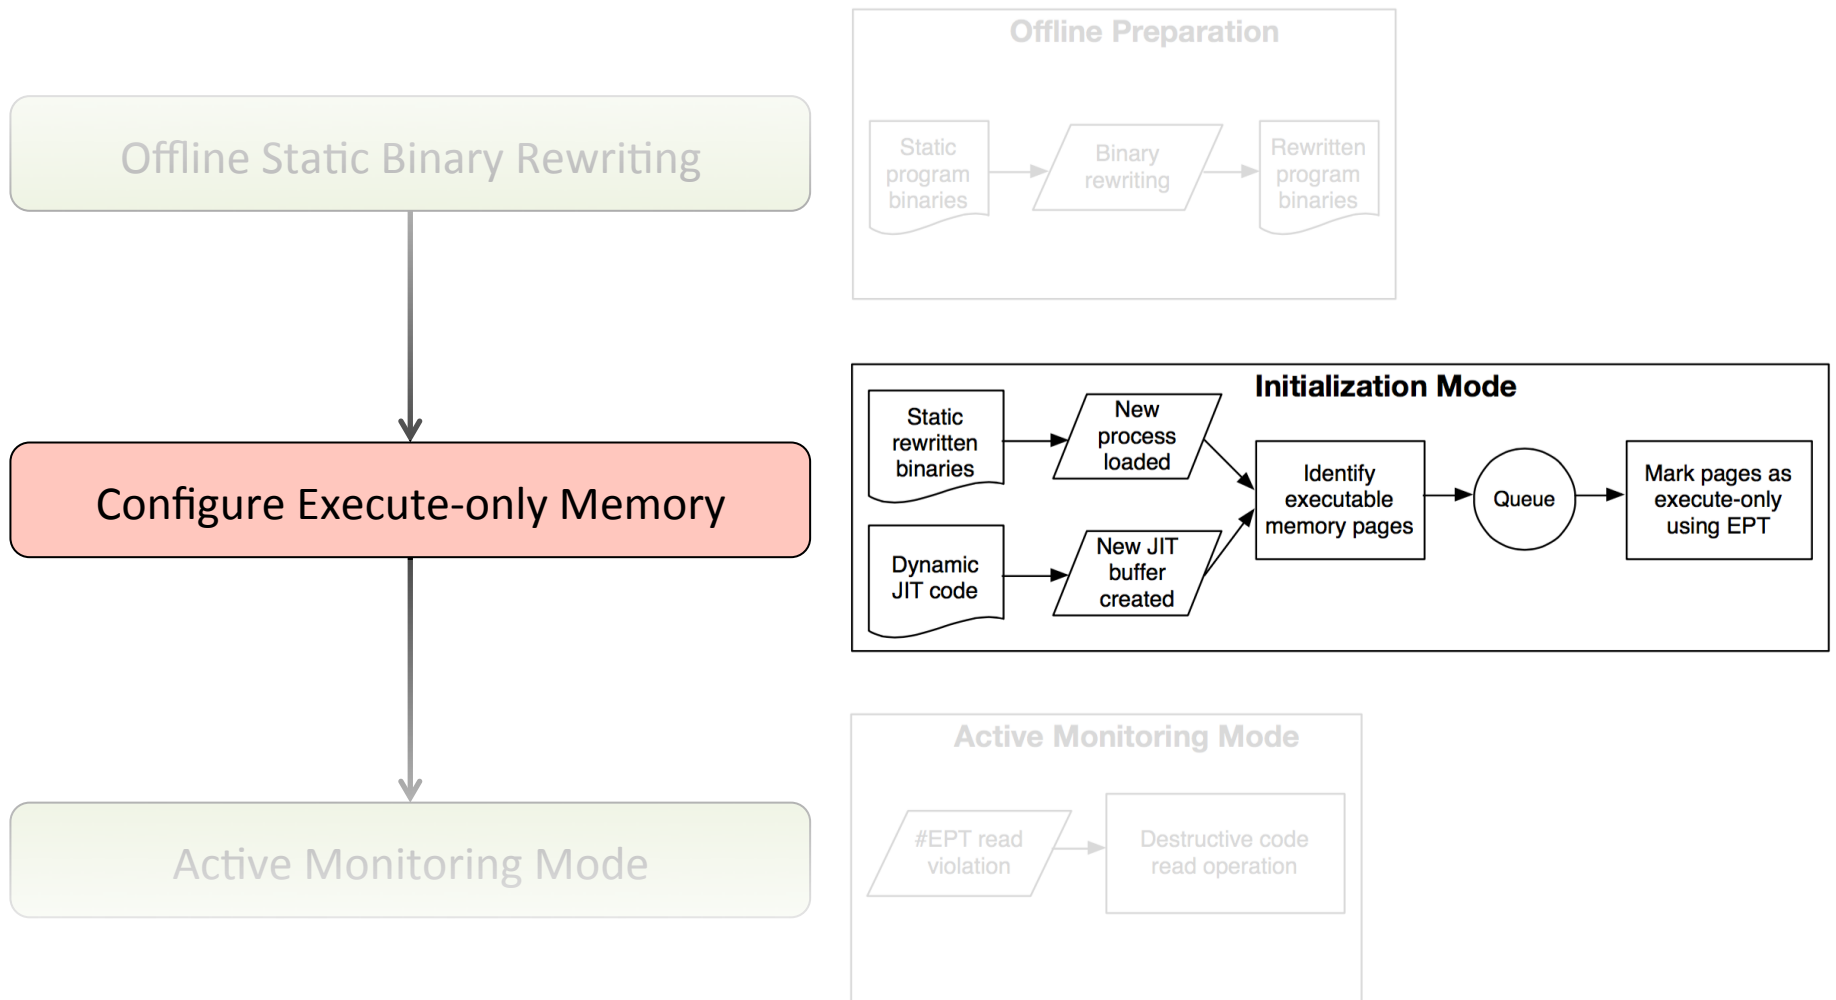 Offline Static Binary Rewriting
Configure Execute-only Memory
Active Monitoring Mode
Offline Preparation
Static
program
binaries
Binary
rewriting
Rewritten
program
binaries
Initialization Mode
Static
rewritten
binaries
New
process
loaded
Dynamic
JIT code
New JIT
buffer
created
Identify
executable
memory pages
Queue
Mark pages as
execute-only
using EPT
Active Monitoring Mode
#EPT read
violation
Destructive code
read operation